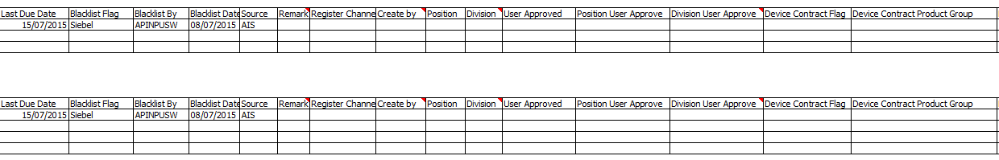 Last Due Date Blacklist Flag Blacklist By Blacklist Date Source Remark Register Channe Create by Position Division User Approved Position User Approve Division User Approve Device Contract Flag Device Contract Product Group
15/07/2015 Siebel APINPUSW 08/07/2015 AIS
Last Due Date Blacklist Flag Blacklist By Blacklist Date Source Remark Register Channe Create by Position Division User Approved Position User Approve Division User Approve Device Contract Flag Device Contract Product Group
15/07/2015 Siebel APINPUSW 08/07/2015 AIS